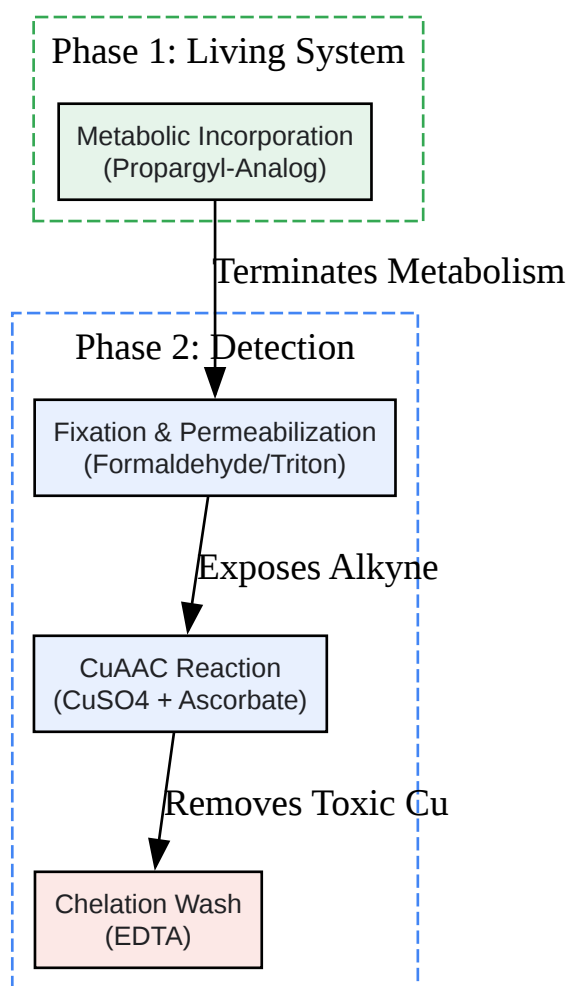 Phase 1: Living System
Metabolic Incorporation
(Propargyl-Analog)
Terminates Metabolism
Phase 2: Detection
Fixation & Permeabilization
(Formaldehyde/Triton)
Exposes Alkyne
CuAAC Reaction
(CuSO4 + Ascorbate)
Removes Toxic Cu
Chelation Wash
(EDTA)